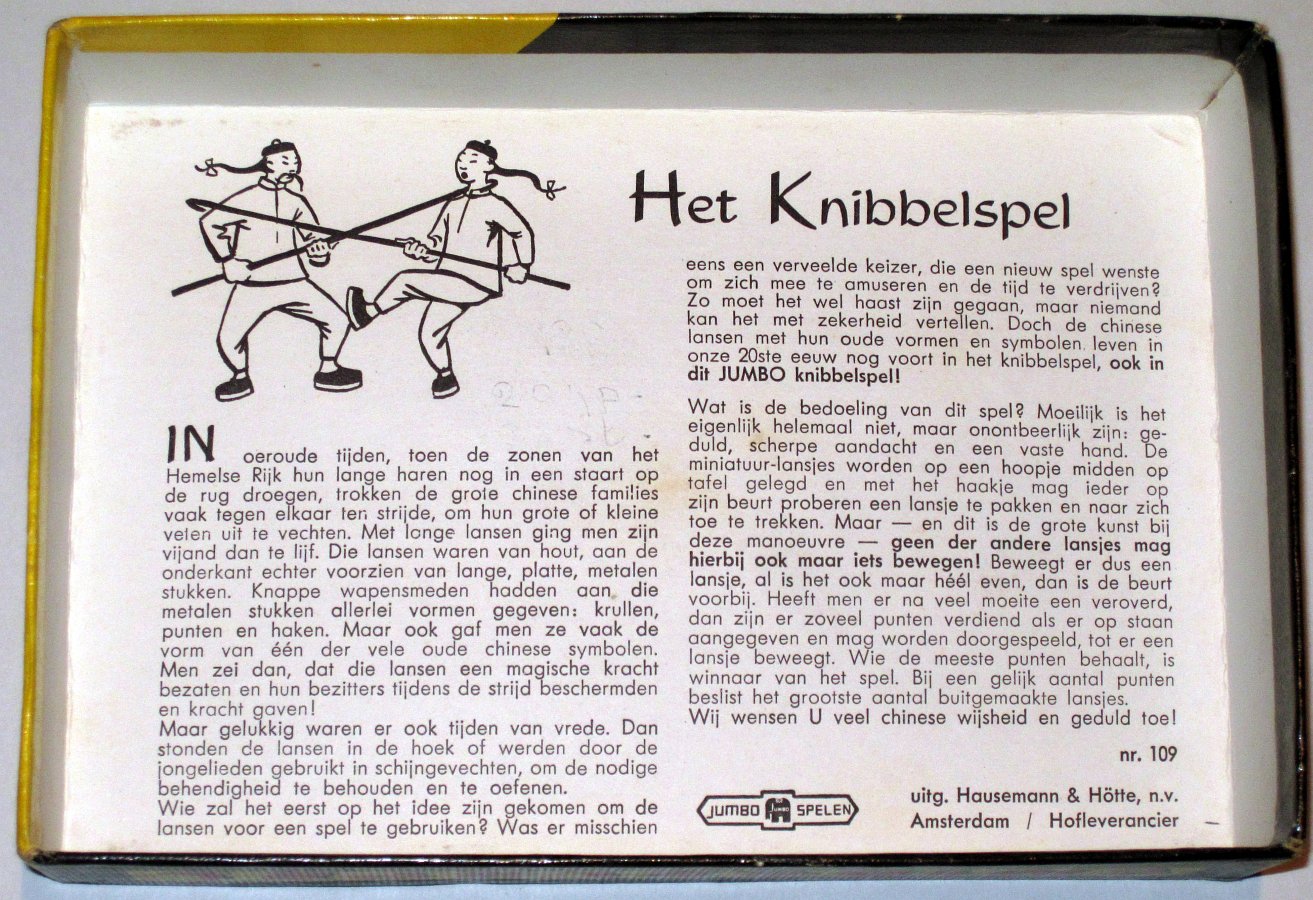 Het Knibbelspel
IN oeroude tijden, toen de zonen van het
Hemelse Rijk hun lange haren nog in een staart op
de rug droegen, trokken de grote chinese families
vaak tegen elkaar ten strijde, om hun grote of kleine
veten uit te vechten. Met lange lansen ging men zijn
vijand dan te lijf. Die lansen waren van hout, aan de
onderkant echter voorzien van lange, platte, metalen
stukken. Knappe wapensmeden hadden aan die
metalen stukken allerlei vormen gegeven: krullen,
punten en haken. Maar ook gaf men ze vaak de
vorm van één der vele oude chinese symbolen.
Men zei dan, dat die lansen een magische kracht
bezaten en hun bezitters tijdens de strijd beschermden
en kracht gaven!
Maar gelukkig waren er ook tijden van vrede. Dan
stonden de lansen in de hoek of werden door de
jongelieden gebruikt in schijngevechten, om de nodige
behendigheid te behouden en te oefenen.
Wie zal het eerst op het idee zijn gekomen om de
lansen voor een spel te gebruiken? Was er misschien
eens een verveelde keizer, die een nieuw spel wenste
om zich mee te amuseren en de tijd te verdrijven?
Zo moet het wel haast zijn gegaan, maar niemand
kan het met zekerheid vertellen. Doch de chinese
lansen met hun oude vormen en symbolen leven in
onze 20ste eeuw nog voort in het knibbelspel, ook in
dit JUMBO knibbelspel!
Wat is de bedoeling van dit spel? Moeilijk is het
eigenlijk helemaal niet, maar onontbeerlijk zijn: ge-
duld, scherpe aandacht en een vaste hand. De
miniatuur-lansjes worden op een hoopje midden op
tafel gelegd en met het haakje mag ieder op
zijn beurt proberen een lansje te pakken en naar zich
toe te trekken. Maar — en dit is de grote kunst bij
deze manoeuvre — geen der andere lansjes mag
hierbij ook maar iets bewegen! Beweegt er dus een
lansje, al is het ook maar héél even, dan is de beurt
voorbij. Heeft men er na veel moeite een veroverd,
dan zijn er zoveel punten verdiend als er op staan
aangegeven en mag worden doorgespeeld, tot er een
lansje beweegt. Wie de meeste punten behaalt, is
winnaar van het spel. Bij een gelijk aantal punten
beslist het grootste aantal buitgemaakte lansjes.
Wij wensen U veel chinese wijsheid en geduld toe!
nr. 109
JUMBO JUMBO SPELEN
uitg. Hausemann & Hötte, n.v.
Amsterdam / Hofleverancier